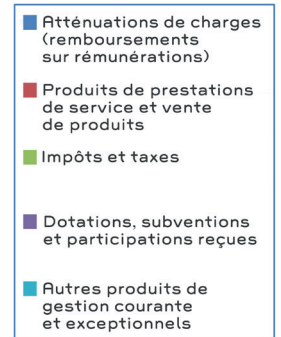 Atténuations de charges
(remboursements
sur rémunérations)
Produits de prestations
de service et vente
de produits
Impôts et taxes
Dotations, subventions
et participations reçues
Autres produits de
gestion courante
et exceptionnels